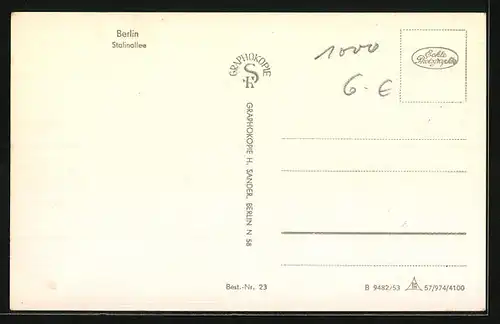 Berlin
Stalinallee
GRAPHOKOPIE
HS
GRAPHOKOPIE H. SANDER, BERLIN N 58
1000
6.- €
Echte
Photographie
Best.-Nr. 23
B 9482/53
57/974/4100